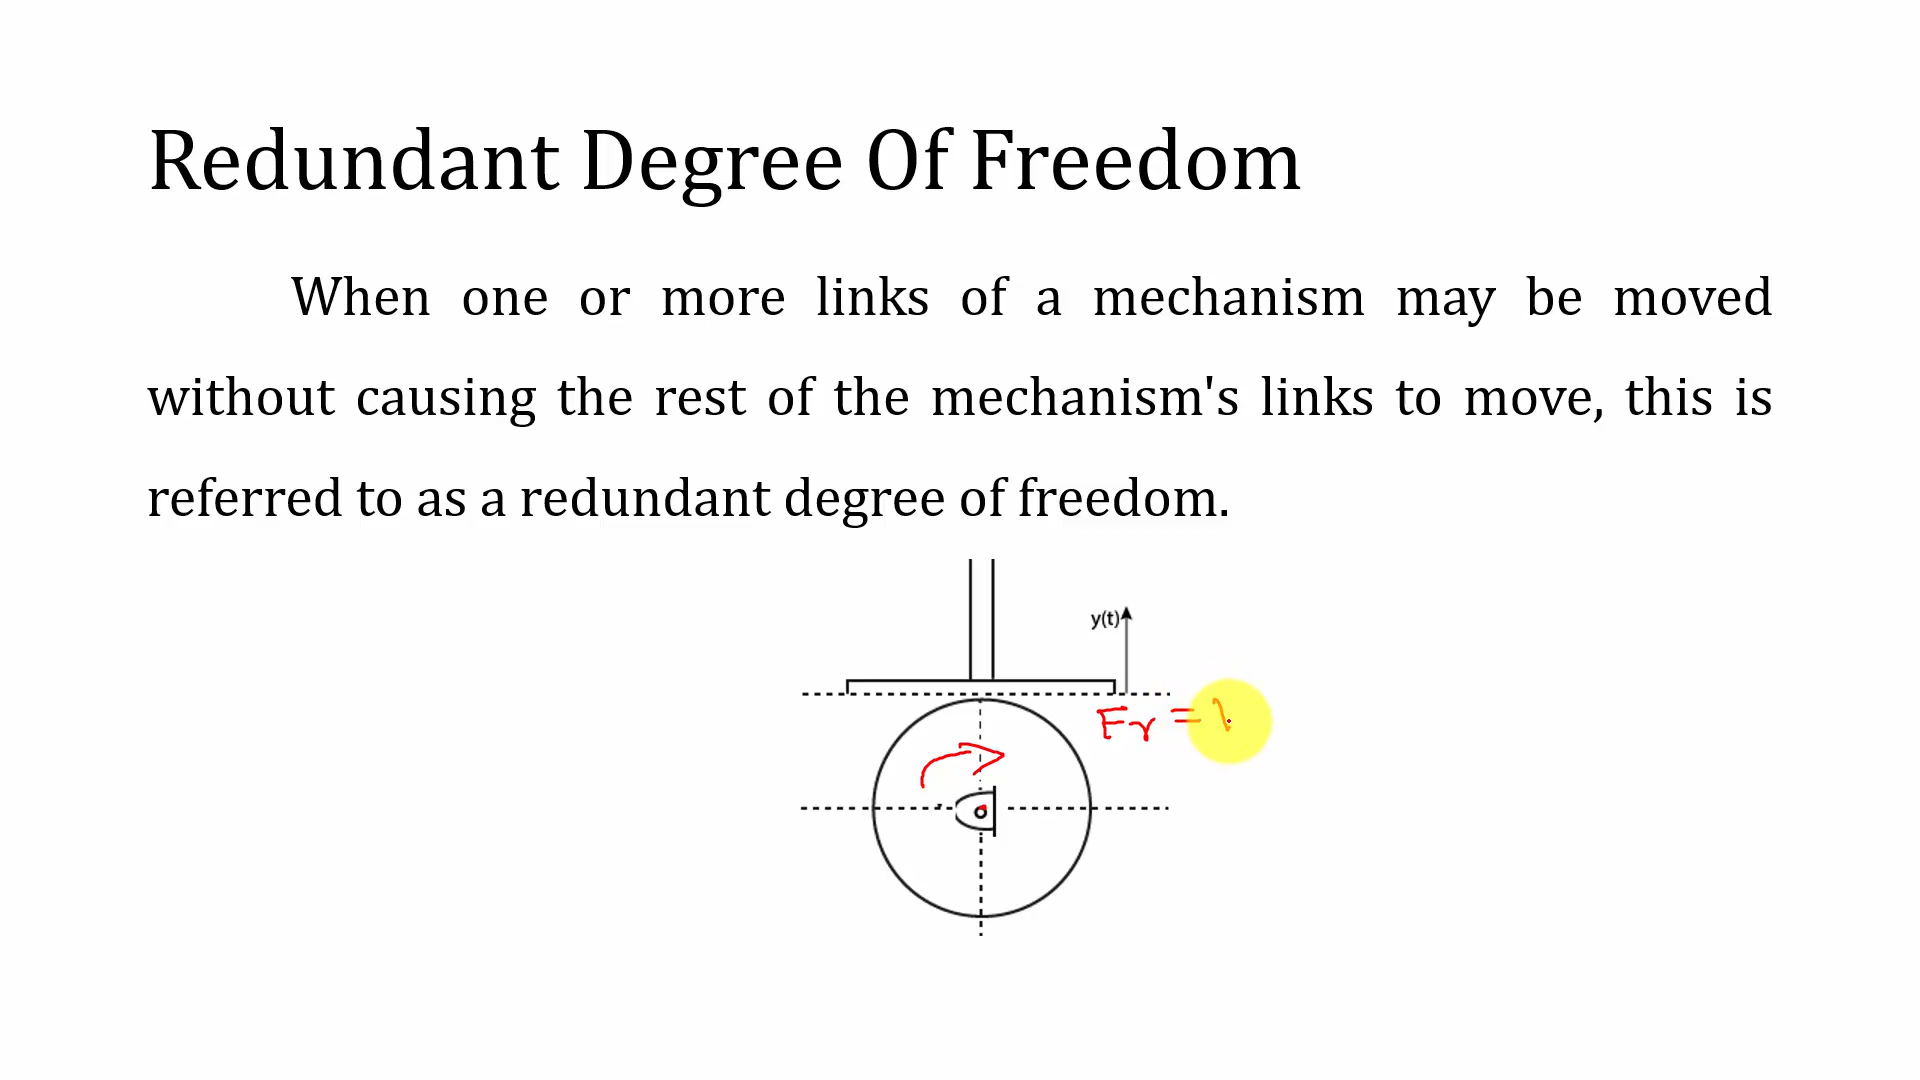 Redundant Degree Of Freedom
When one or more links of a mechanism may be moved
without causing the rest of the mechanism's links to move, this is
referred to as a redundant degree of freedom.
y(t)
Fr =